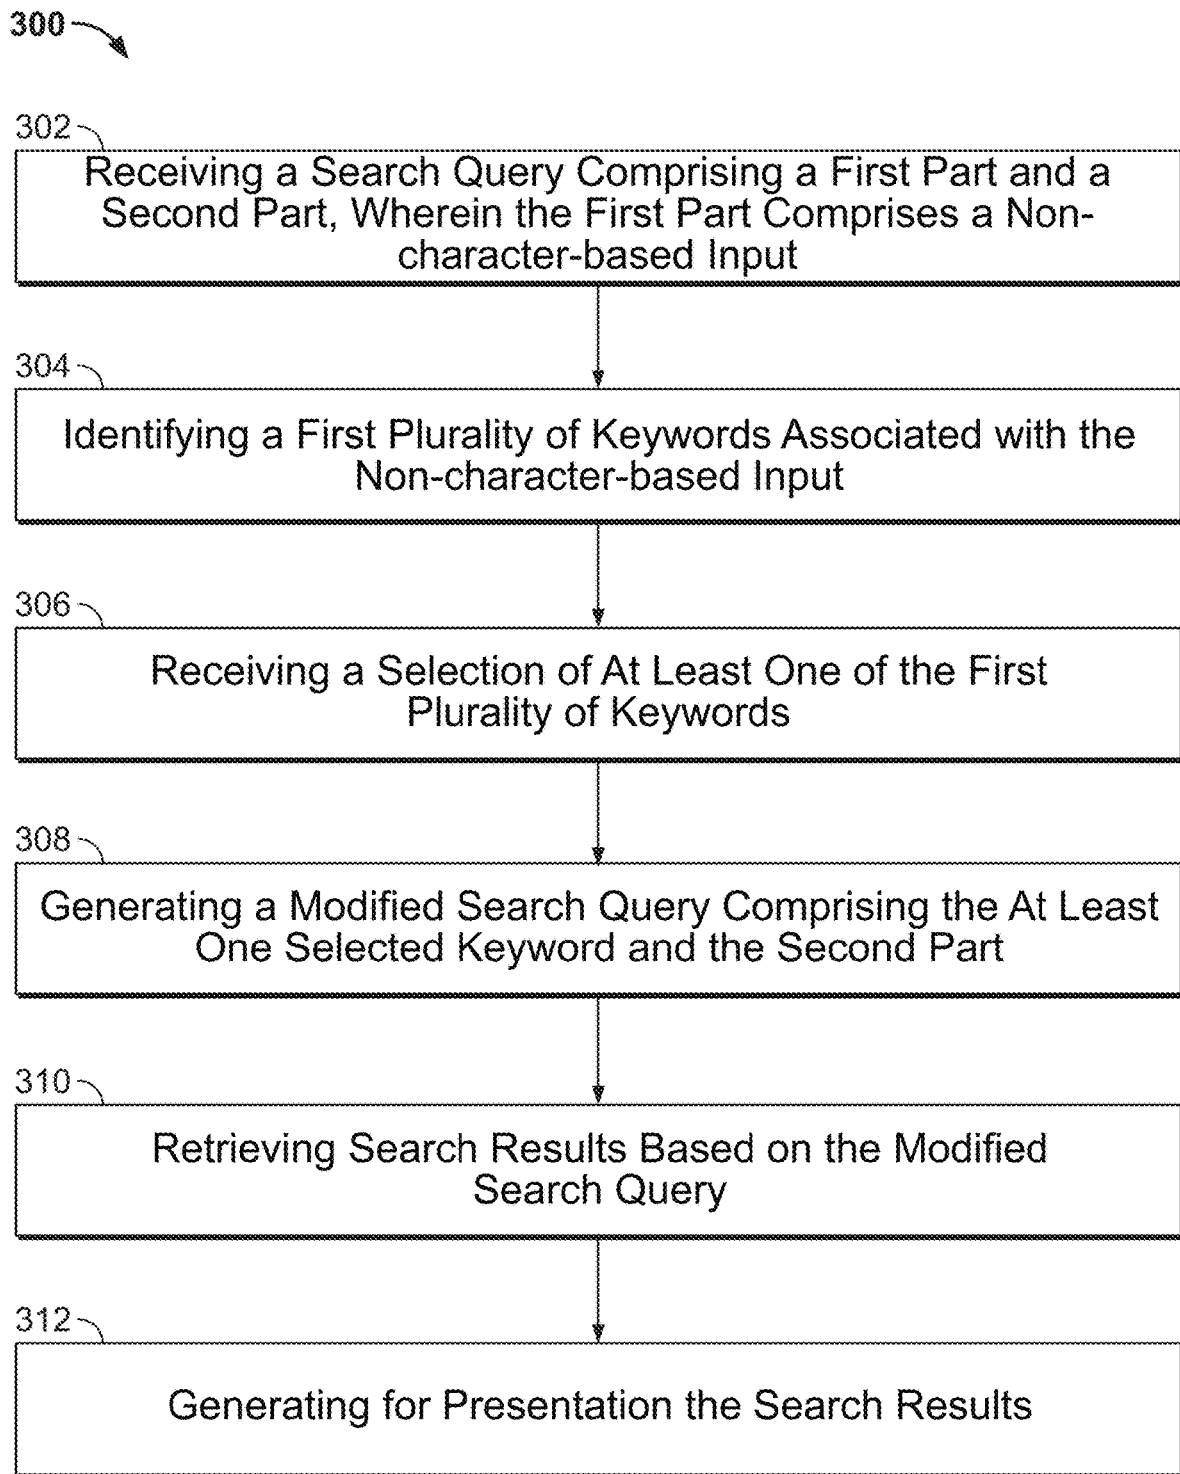 300
302
Receiving a Search Query Comprising a First Part and a
Second Part, Wherein the First Part Comprises a Non-
character-based Input
304
Identifying a First Plurality of Keywords Associated with the
Non-character-based Input
306
Receiving a Selection of At Least One of the First
Plurality of Keywords
308
Generating a Modified Search Query Comprising the At Least
One Selected Keyword and the Second Part
310
Retrieving Search Results Based on the Modified
Search Query
312
Generating for Presentation the Search Results